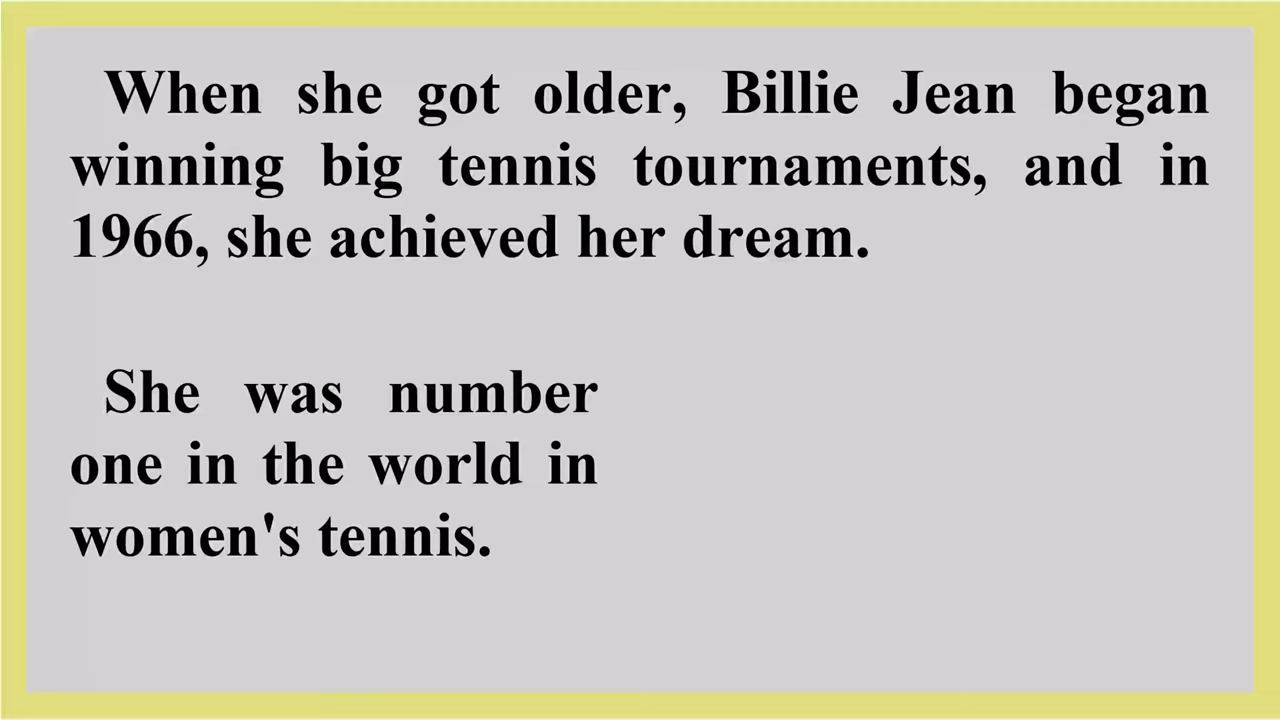 When she got older, Billie Jean began
winning big tennis tournaments, and in
1966, she achieved her dream.
She was number
one in the world in
women's tennis.